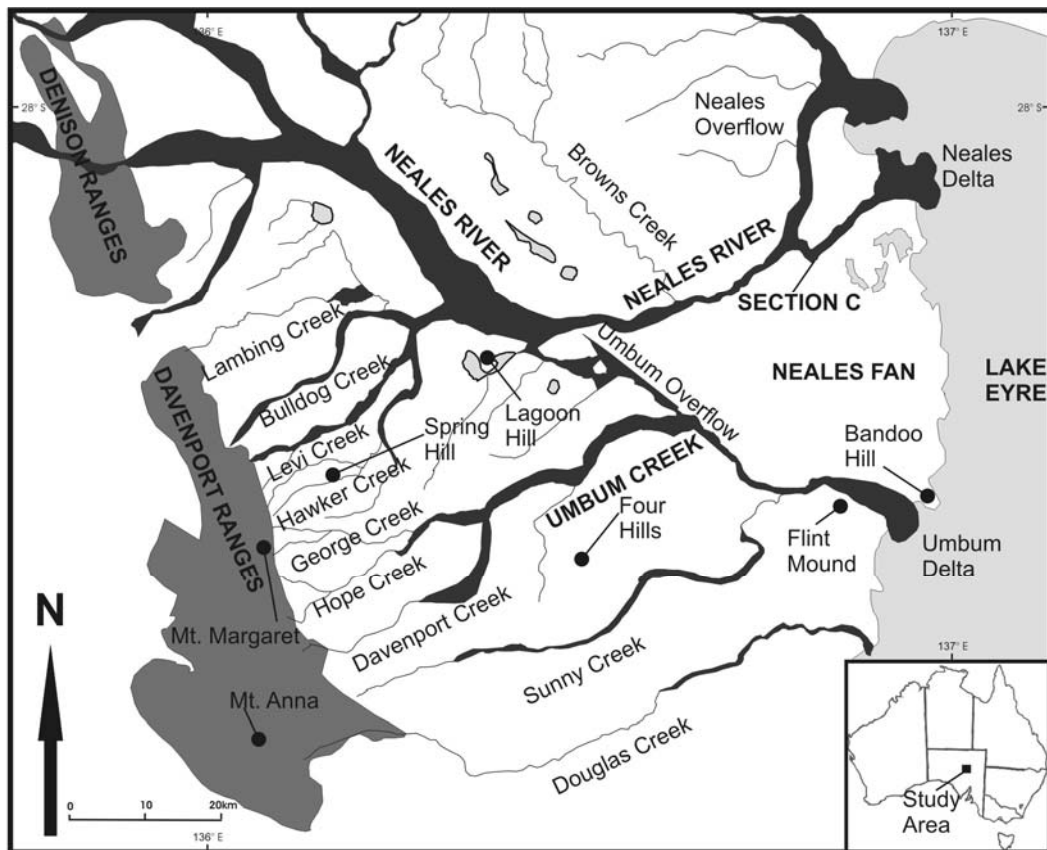 136° E
137° E
28° S
28° S
DENISON RANGES
NEALES RIVER
Browns Creek
Neales
Overflow
Neales
Delta
NEALES RIVER
SECTION C
Lambing Creek
Bulldog Creek
Levi Creek
Hawker Creek
George Creek
Hope Creek
Davenport Creek
Sunny Creek
Douglas Creek
DAVENPORT RANGES
Spring
Hill
Lagoon
Hill
Umbum Overflow
UMBUM CREEK
Four
Hills
NEALES FAN
LAKE
EYRE
Bandoo
Hill
Flint
Mound
Umbum
Delta
Mt. Margaret
Mt. Anna
N
0 10 20km
136° E
137° E
Study
Area